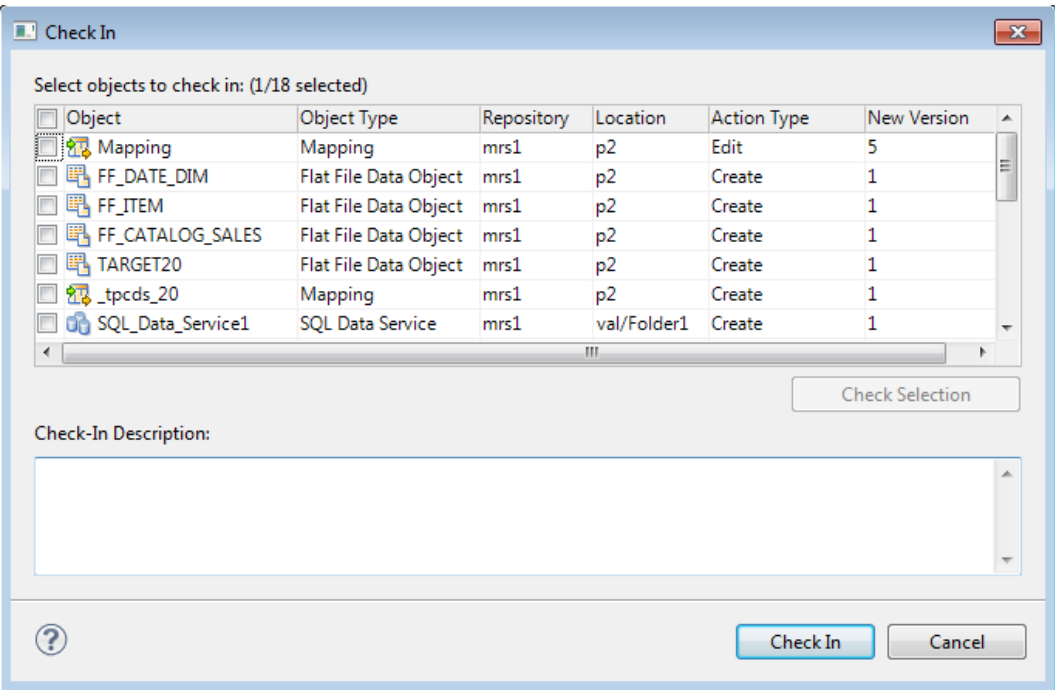 Check In
Select objects to check in: (1/18 selected)
Object Object Type Repository Location Action Type New Version
Mapping Mapping mrs1 p2 Edit 5
FF_DATE_DIM Flat File Data Object mrs1 p2 Create 1
FF_ITEM Flat File Data Object mrs1 p2 Create 1
FF_CATALOG_SALES Flat File Data Object mrs1 p2 Create 1
TARGET20 Flat File Data Object mrs1 p2 Create 1
_tpcds_20 Mapping mrs1 p2 Create 1
SQL_Data_Service1 SQL Data Service mrs1 val/Folder1 Create 1
Check Selection
Check-In Description:
? Check In Cancel